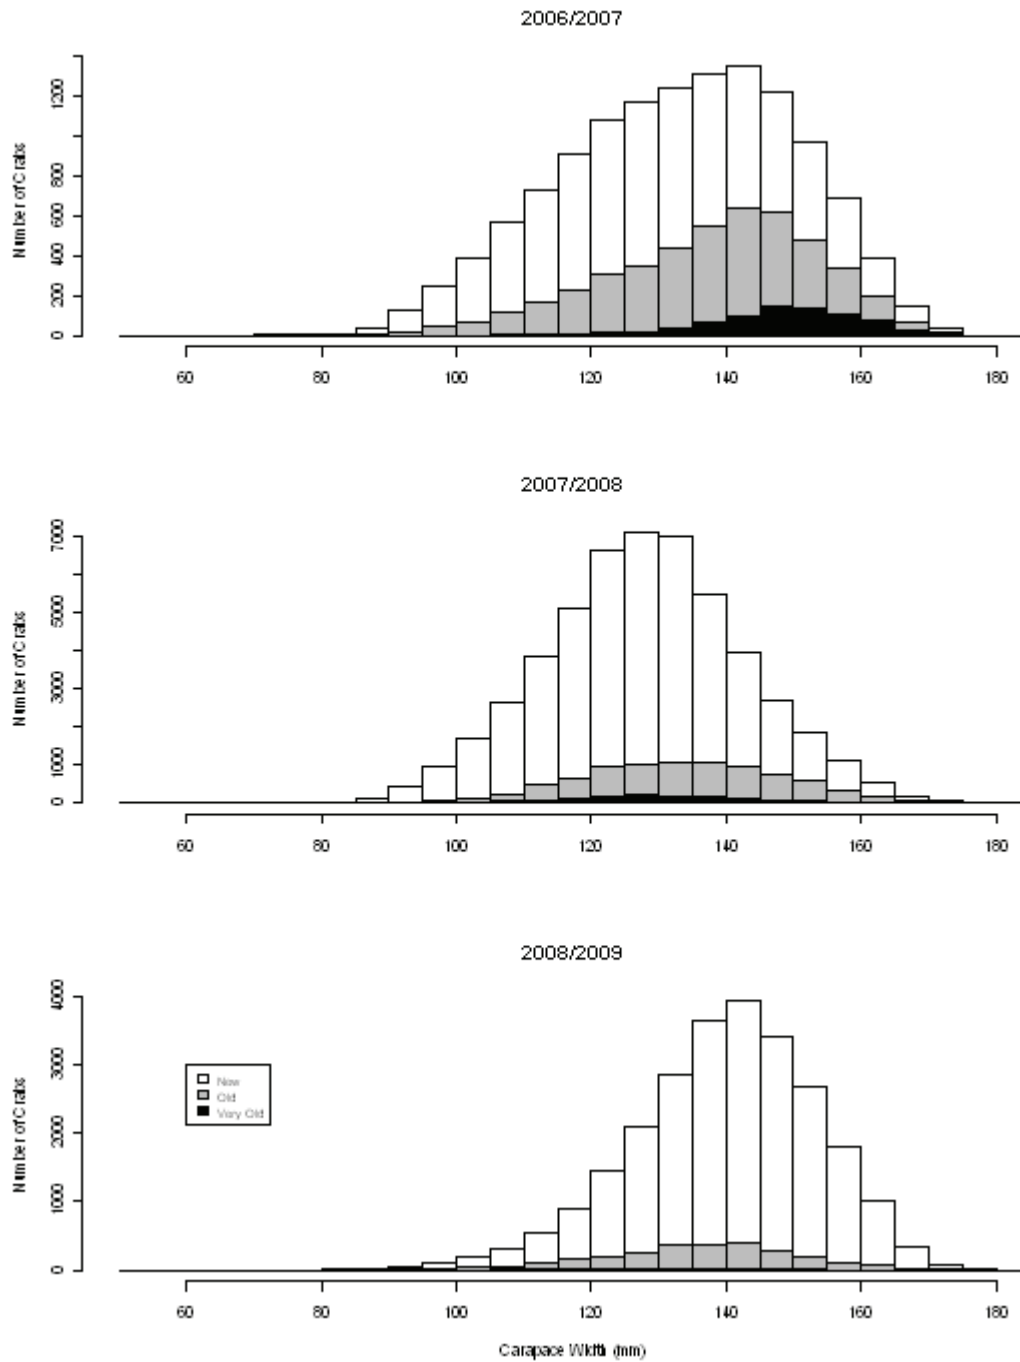 2006/2007
Number of Crabs
0 200 400 600 800 1200
60 80 100 120 140 160 180
2007/2008
Number of Crabs
0 1000 3000 5000 7000
60 80 100 120 140 160 180
2008/2009
Number of Crabs
0 1000 2000 3000 4000
New
Old
Very Old
60 80 100 120 140 160 180
Carapace Width (mm)